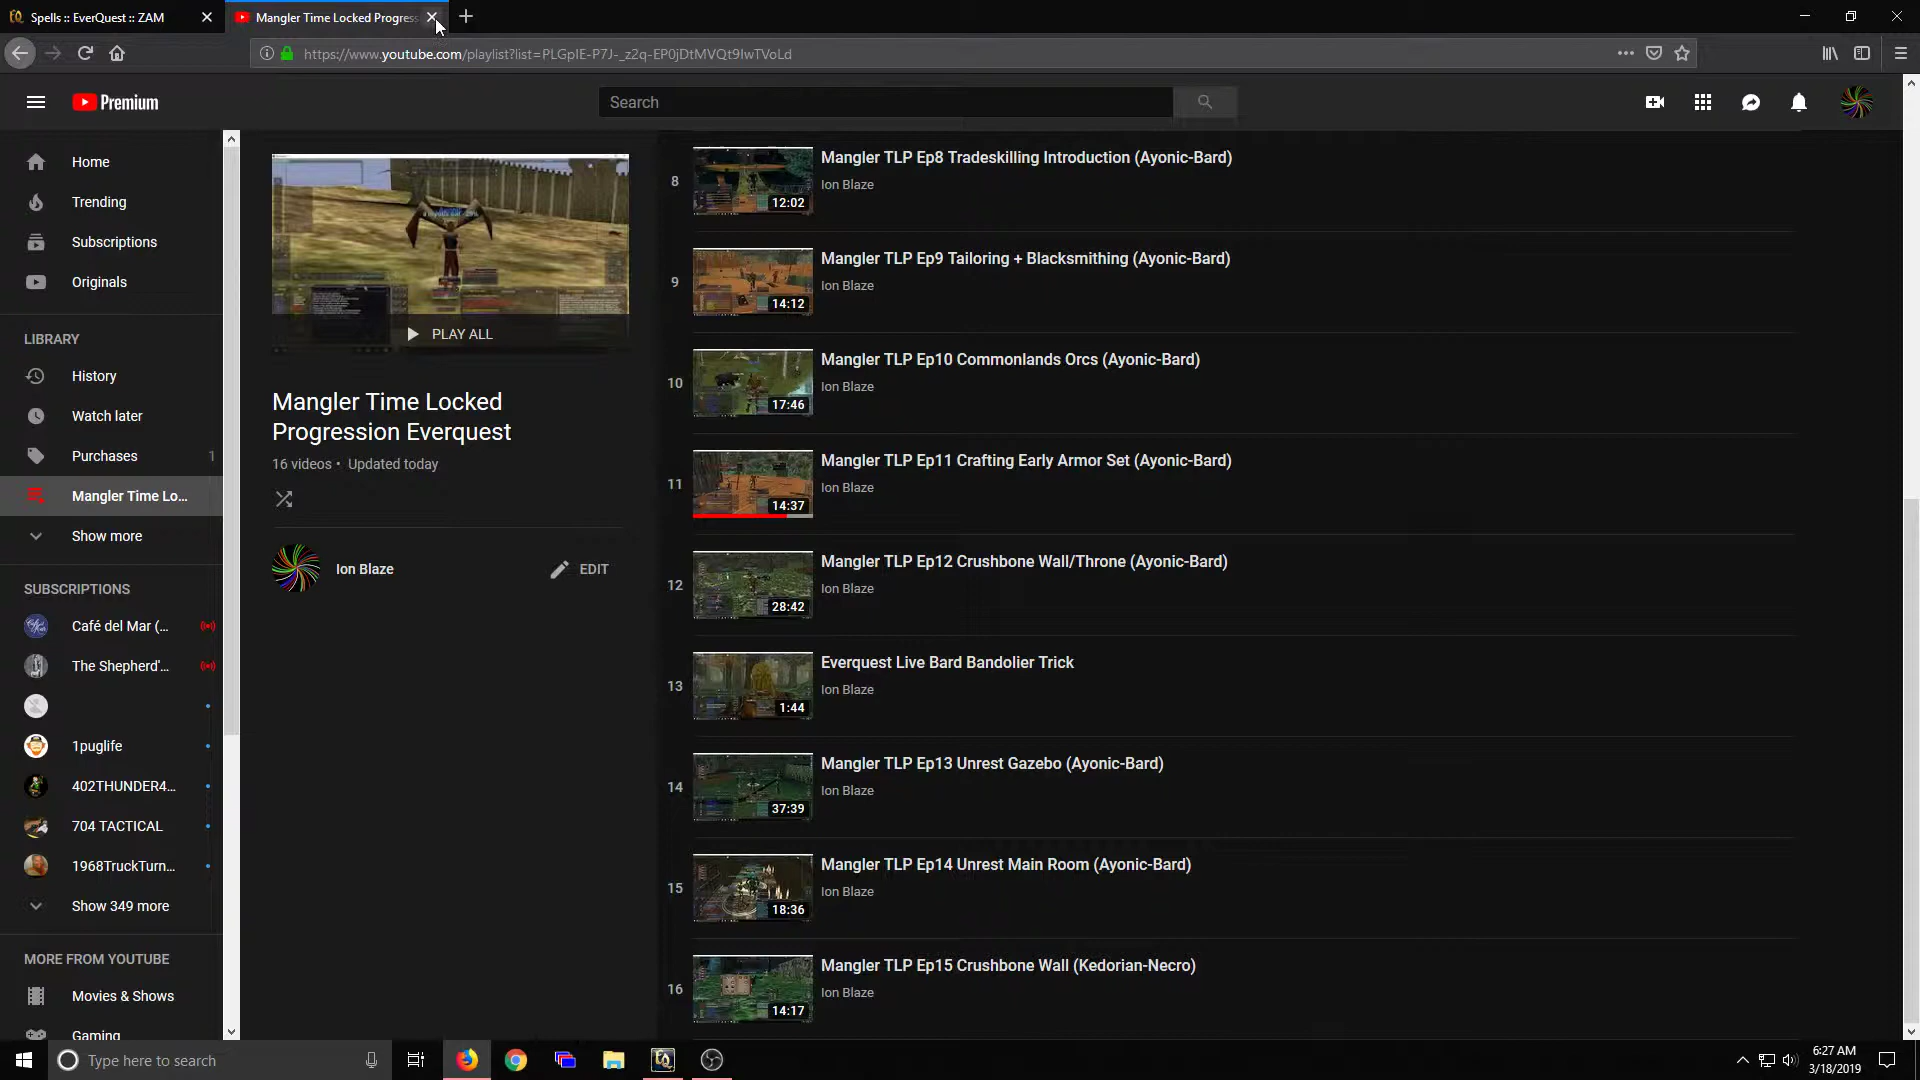 Spells :: EverQuest :: ZAM
Mangler Time Locked Progres
https://www.youtube.com/playlist?list=PLGpIE-P7J-_z2q-EP0jDtMVQt9IwTVoLd
Premium
Search
Home
Trending
Subscriptions
Originals
LIBRARY
History
Watch later
Purchases 1
Mangler Time Lo...
Show more
SUBSCRIPTIONS
Café del Mar (...
The Shepherd'...
1puglife
402THUNDER4...
704 TACTICAL
1968TruckTurn...
Show 349 more
MORE FROM YOUTUBE
Movies & Shows
Gaming
PLAY ALL
Mangler Time Locked
Progression Everquest
16 videos • Updated today
Ion Blaze
EDIT
8
12:02
Mangler TLP Ep8 Tradeskilling Introduction (Ayonic-Bard)
Ion Blaze
9
14:12
Mangler TLP Ep9 Tailoring + Blacksmithing (Ayonic-Bard)
Ion Blaze
10
17:46
Mangler TLP Ep10 Commonlands Orcs (Ayonic-Bard)
Ion Blaze
11
14:37
Mangler TLP Ep11 Crafting Early Armor Set (Ayonic-Bard)
Ion Blaze
12
28:42
Mangler TLP Ep12 Crushbone Wall/Throne (Ayonic-Bard)
Ion Blaze
13
1:44
Everquest Live Bard Bandolier Trick
Ion Blaze
14
37:39
Mangler TLP Ep13 Unrest Gazebo (Ayonic-Bard)
Ion Blaze
15
18:36
Mangler TLP Ep14 Unrest Main Room (Ayonic-Bard)
Ion Blaze
16
14:17
Mangler TLP Ep15 Crushbone Wall (Kedorian-Necro)
Ion Blaze
Type here to search
6:27 AM
3/18/2019